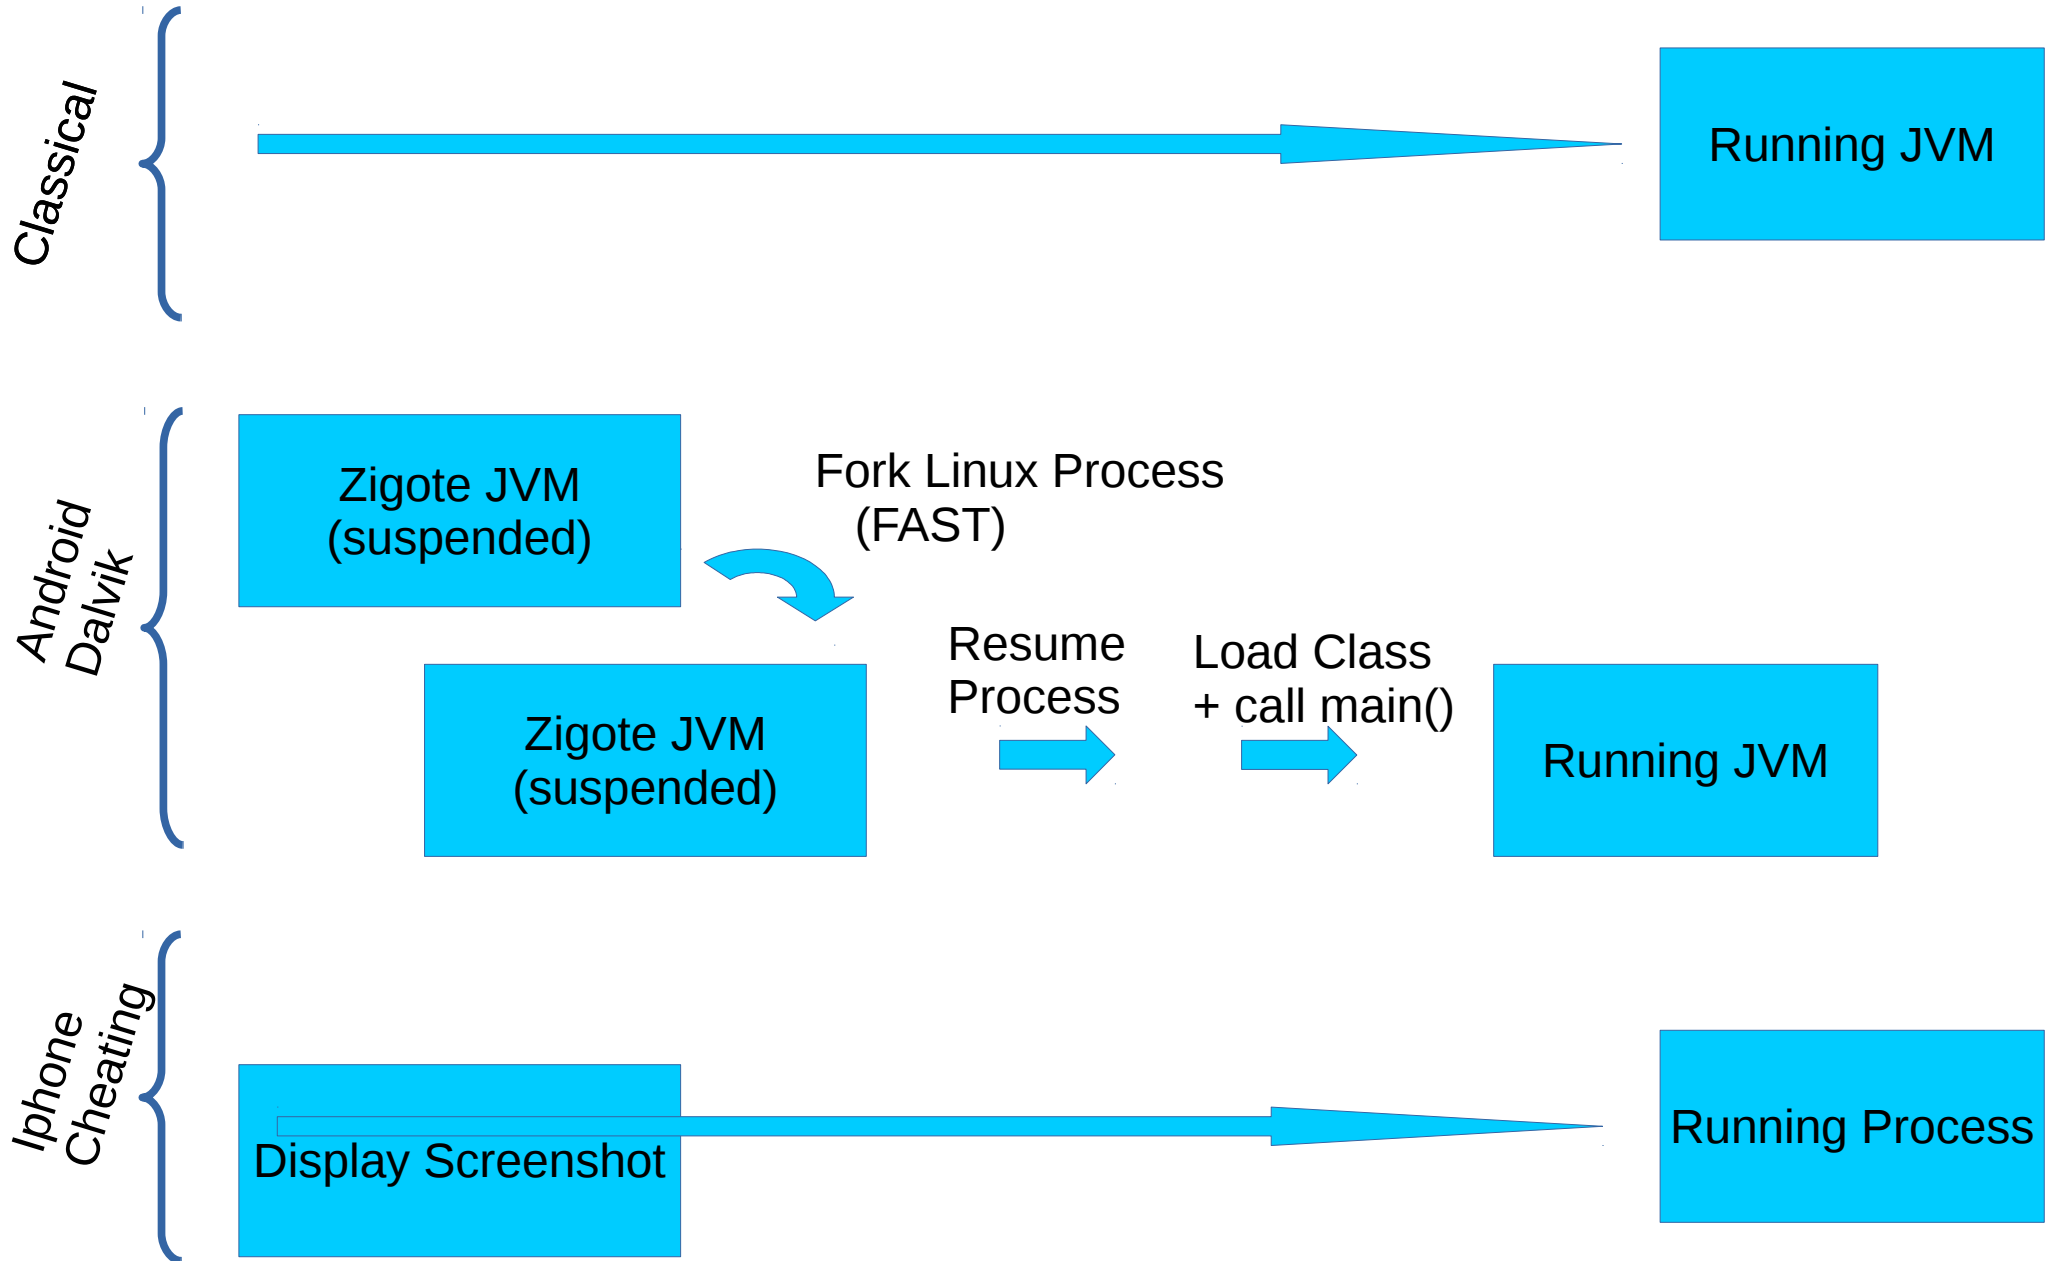 Classical
Running JVM
Android
Dalvik
Zigote JVM
(suspended)
Fork Linux Process
(FAST)
Zigote JVM
(suspended)
Resume
Process
Load Class
+ call main()
Running JVM
Iphone
Cheating
Display Screenshot
Running Process